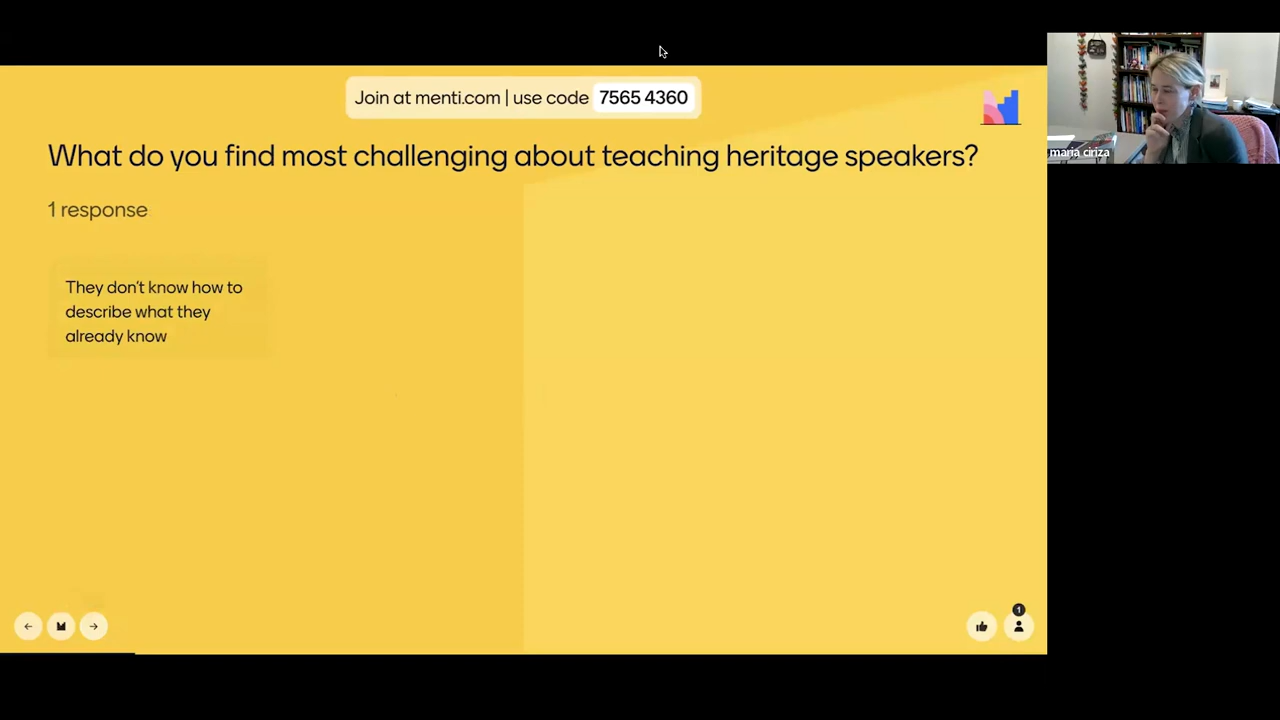 Join at menti.com | use code 7565 4360
What do you find most challenging about teaching heritage speakers?
1 response
They don't know how to
describe what they
already know
maria ciriza
1